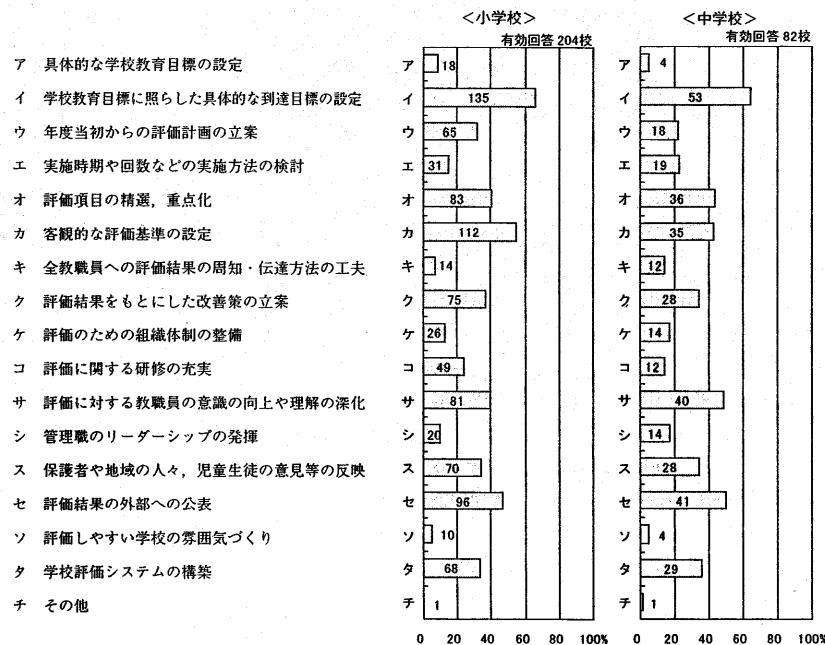 ＜小学校＞ ＜中学校＞
有効回答 204校 有効回答 82校
ア 具体的な学校教育目標の設定 ア 18 ア 4
イ 学校教育目標に照らした具体的な到達目標の設定 イ 135 イ 53
ウ 年度当初からの評価計画の立案 ウ 65 ウ 18
エ 実施時期や回数などの実施方法の検討 エ 31 エ 19
オ 評価項目の精選，重点化 オ 83 オ 36
カ 客観的な評価基準の設定 カ 112 カ 35
キ 全教職員への評価結果の周知・伝達方法の工夫 キ 14 キ 12
ク 評価結果をもとにした改善策の立案 ク 75 ク 28
ケ 評価のための組織体制の整備 ケ 26 ケ 14
コ 評価に関する研修の充実 コ 49 コ 12
サ 評価に対する教職員の意識の向上や理解の深化 サ 81 サ 40
シ 管理職のリーダーシップの発揮 シ 20 シ 14
ス 保護者や地域の人々，児童生徒の意見等の反映 ス 70 ス 28
セ 評価結果の外部への公表 セ 96 セ 41
ソ 評価しやすい学校の雰囲気づくり ソ 10 ソ 4
タ 学校評価システムの構築 タ 68 タ 29
チ その他 チ 1 チ 1
0 20 40 60 80 100% 0 20 40 60 80 100%